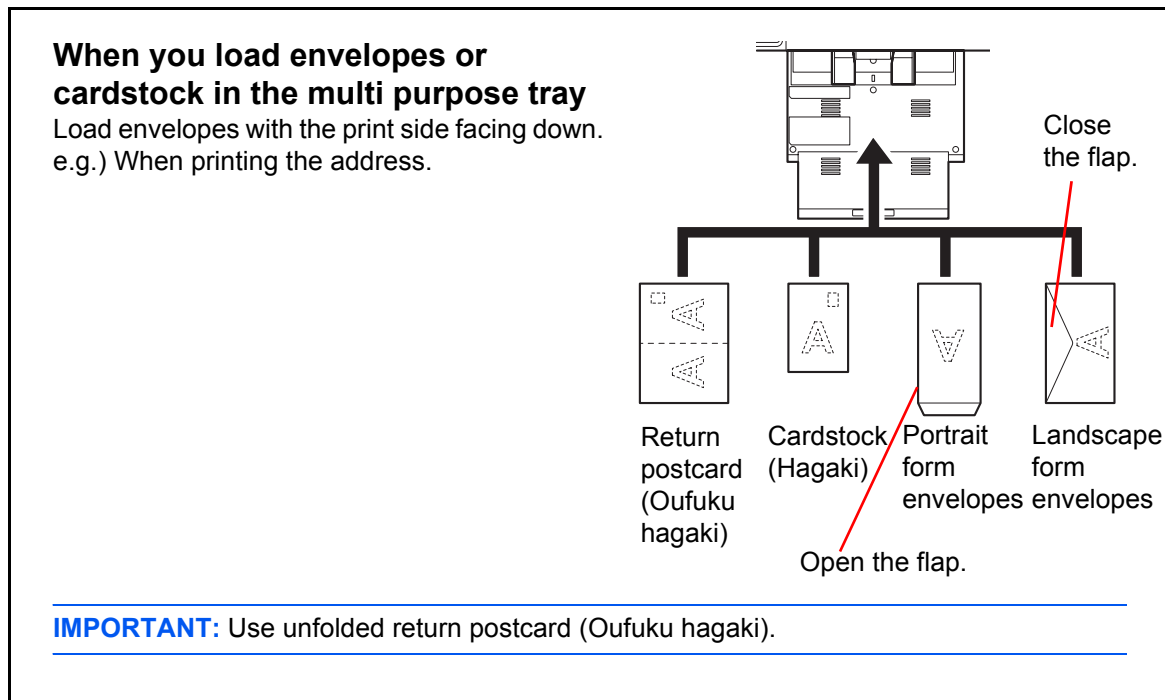 When you load envelopes or
cardstock in the multi purpose tray
Load envelopes with the print side facing down.
e.g.) When printing the address.
Close
the flap.
A
A
A
A
A
Return
postcard
(Oufuku
hagaki)
Cardstock
(Hagaki)
Portrait
form
envelopes
Landscape
form
envelopes
Open the flap.
IMPORTANT: Use unfolded return postcard (Oufuku hagaki).